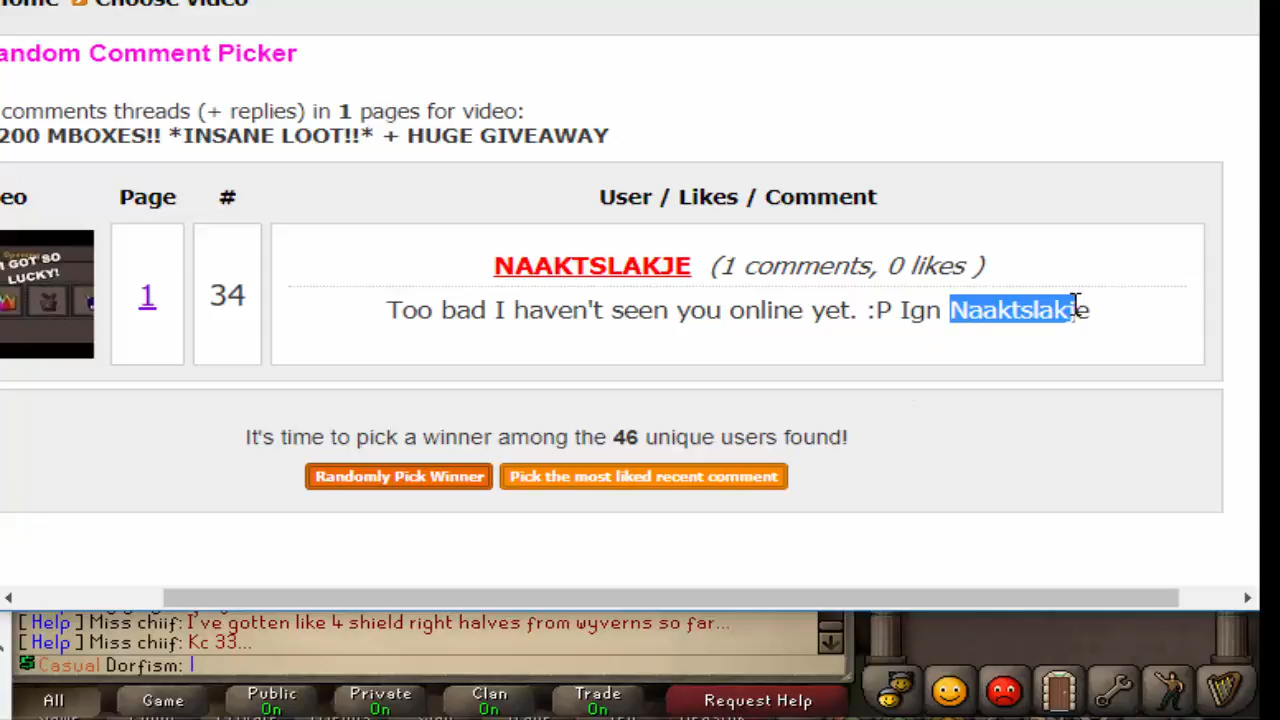 Choose Video
andom Comment Picker
comments threads (+ replies) in 1 pages for video:
200 MBOXES!! *INSANE LOOT!!* + HUGE GIVEAWAY
eo Page # User / Likes / Comment
GOT SO
LUCKY!
1 34
NAAKTSLAKJE (1 comments, 0 likes )
Too bad I haven't seen you online yet. :P Ign Naaktslakje
It's time to pick a winner among the 46 unique users found!
Randomly Pick Winner Pick the most liked recent comment
[Help] Miss chiif: I've gotten like 4 shield right halves from wyverns so far...
[Help] Miss chiif: Kc 33...
Casual Dorfism: |
All Game Public Private Clan Trade Request Help
On On On On